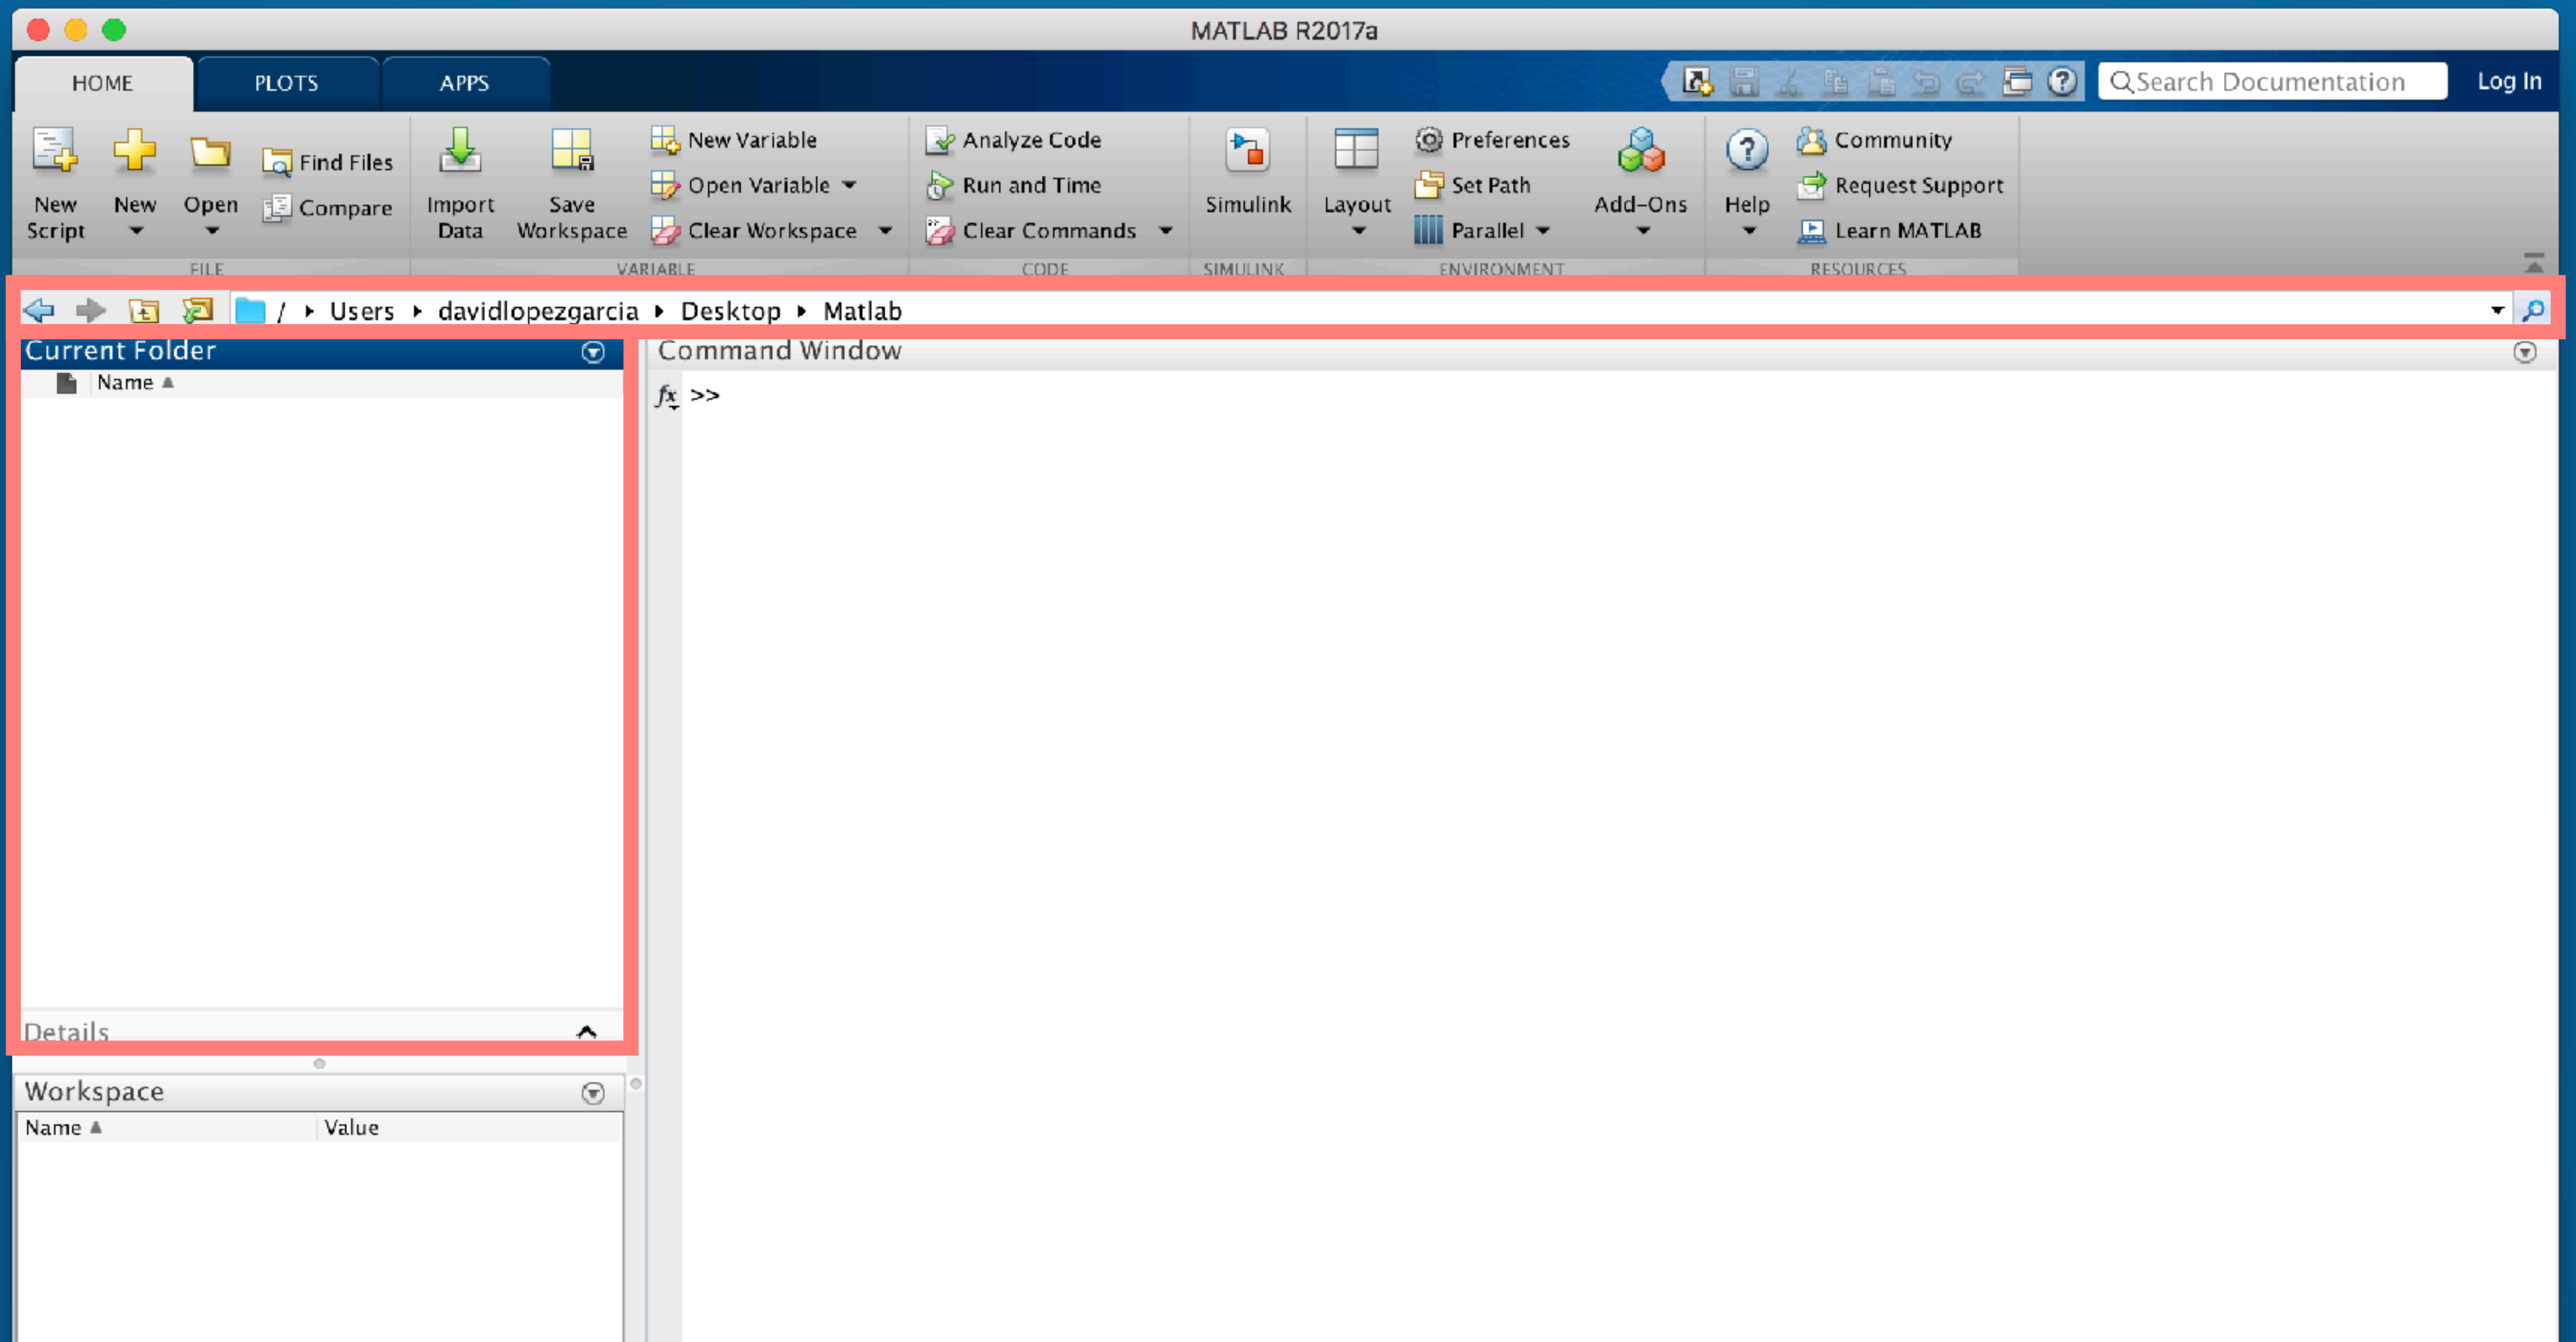 MATLAB R2017a
HOME PLOTS APPS Search Documentation Log In
New Script New Open Find Files Compare Import Data Save Workspace New Variable Open Variable Clear Workspace Analyze Code Run and Time Clear Commands Simulink Layout Preferences Set Path Parallel Add-Ons Help Community Request Support Learn MATLAB
FILE VARIABLE CODE SIMULINK ENVIRONMENT RESOURCES
/ Users davidlopezgarcia Desktop Matlab
Current Folder Command Window
Name
fx >>
Details
Workspace
Name Value